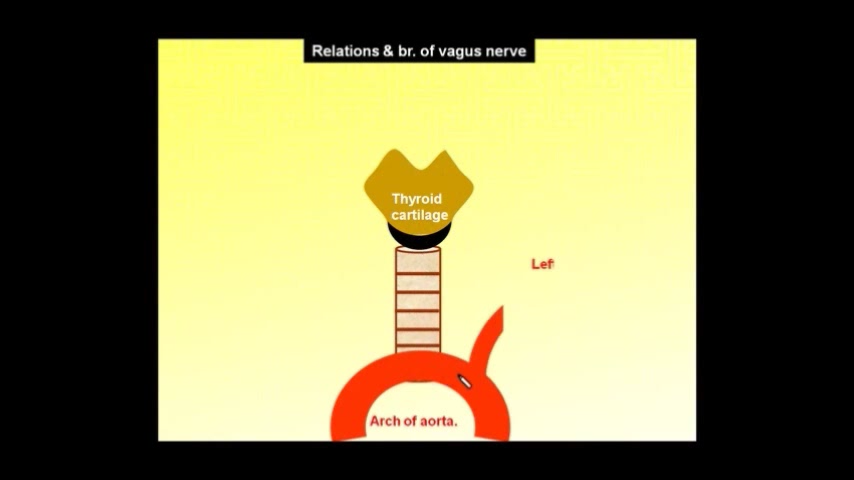 Relations & br. of vagus nerve
Thyroid
cartilage
Lef
Arch of aorta.